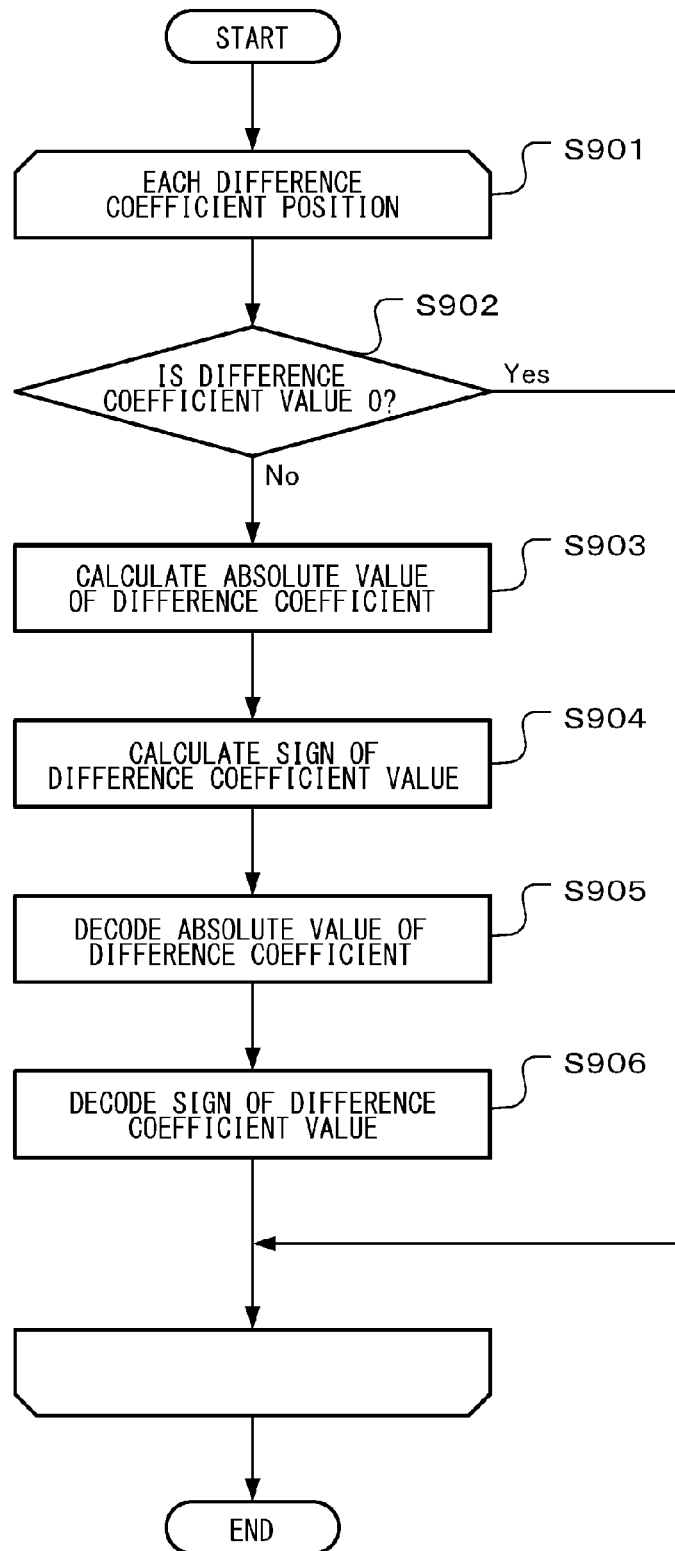 START
S901
EACH DIFFERENCE
COEFFICIENT POSITION
S902
IS DIFFERENCE
COEFFICIENT VALUE 0?
Yes
No
S903
CALCULATE ABSOLUTE VALUE
OF DIFFERENCE COEFFICIENT
S904
CALCULATE SIGN OF
DIFFERENCE COEFFICIENT VALUE
S905
DECODE ABSOLUTE VALUE OF
DIFFERENCE COEFFICIENT
S906
DECODE SIGN OF DIFFERENCE
COEFFICIENT VALUE
END